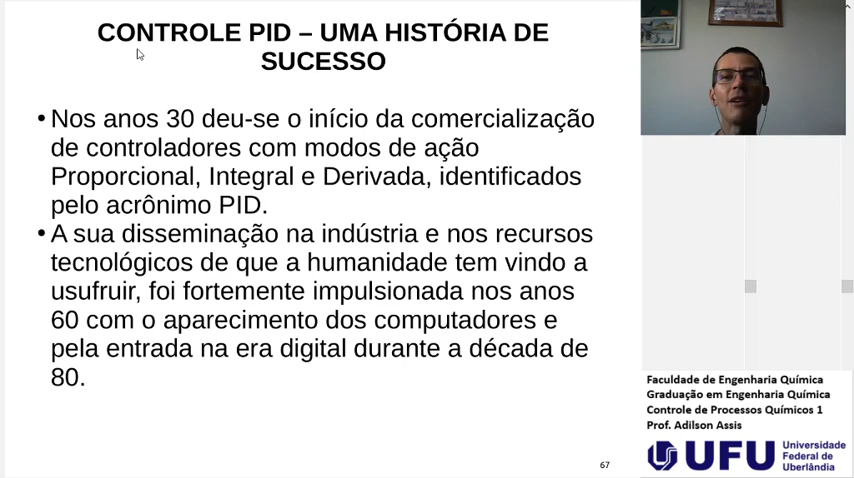 CONTROLE PID – UMA HISTÓRIA DE
SUCESSO
•Nos anos 30 deu-se o início da comercialização
de controladores com modos de ação
Proporcional, Integral e Derivada, identificados
pelo acrônimo PID.
•A sua disseminação na indústria e nos recursos
tecnológicos de que a humanidade tem vindo a
usufruir, foi fortemente impulsionada nos anos
60 com o aparecimento dos computadores e
pela entrada na era digital durante a década de
80.
67
Faculdade de Engenharia Química
Graduação em Engenharia Química
Controle de Processos Químicos 1
Prof. Adilson Assis
UFU
Universidade
Federal de
Uberlândia